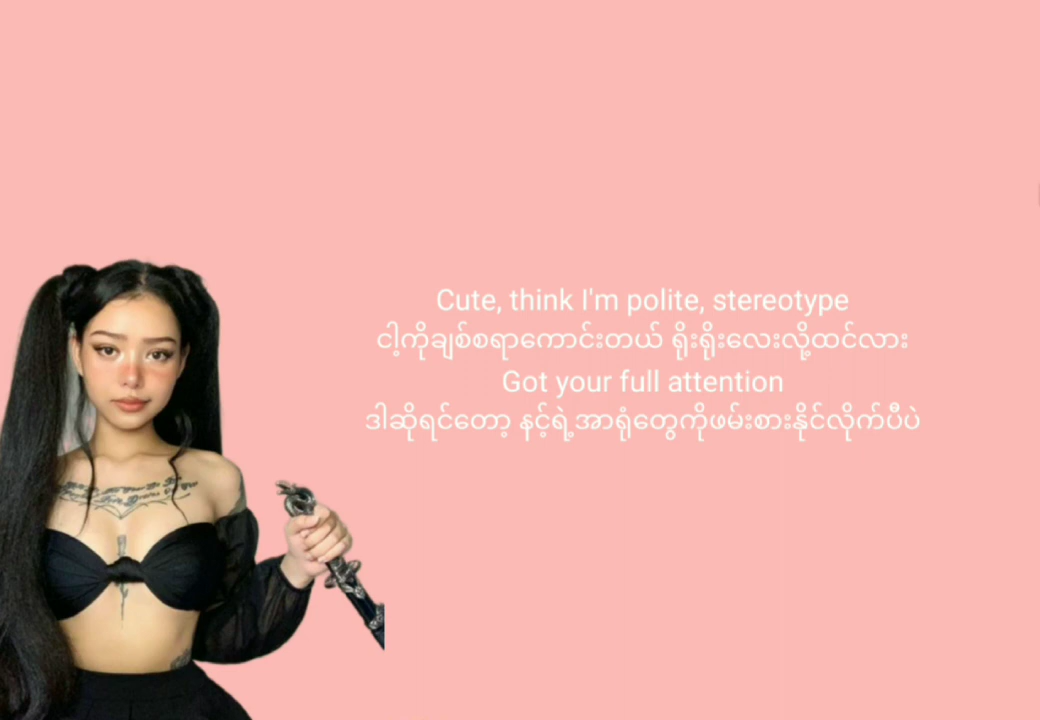 Cute, think I'm polite, stereotype
ငါ့ကိုချစ်စရာကောင်းတယ် ရိုးရိုးလေးလို့ထင်လား
Got your full attention
ဒါဆိုရင်တော့ နင့်ရဲ့အာရုံတွေကိုဖမ်းစားနိုင်လိုက်ပီပဲ